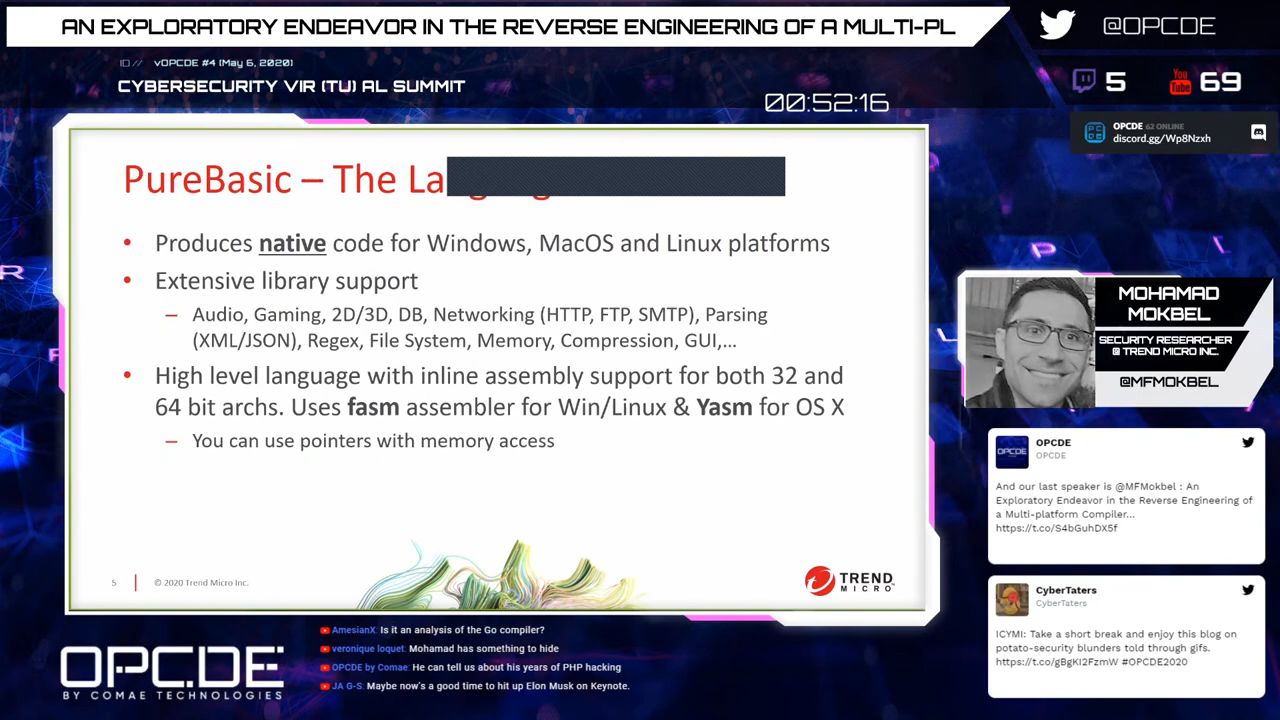 AN EXPLORATORY ENDEAVOR IN THE REVERSE ENGINEERING OF A MULTI-PL
@OPCDE
ID// vOPCDE #4 (May 6, 2020)
CYBERSECURITY VIR (TU) AL SUMMIT
00:52:16
5
You Tube
69
OPCDE 62 ONLINE
discord.gg/Wp8Nzxh
PureBasic – The La
• Produces native code for Windows, MacOS and Linux platforms
• Extensive library support
– Audio, Gaming, 2D/3D, DB, Networking (HTTP, FTP, SMTP), Parsing
(XML/JSON), Regex, File System, Memory, Compression, GUI,...
• High level language with inline assembly support for both 32 and
64 bit archs. Uses fasm assembler for Win/Linux & Yasm for OS X
– You can use pointers with memory access
5
© 2020 Trend Micro Inc.
TREND
MICRO
MOHAMAD
MOKBEL
SECURITY RESEARCHER
@ TREND MICRO INC.
@MFMOKBEL
OPCDE
OPCDE
And our last speaker is @MFMokbel : An
Exploratory Endeavor in the Reverse Engineering of
a Multi-platform Compiler...
https://t.co/S4bGuhDX5f
CyberTaters
CyberTaters
ICYMI: Take a short break and enjoy this blog on
potato-security blunders told through gifs.
https://t.co/gBgKI2FzmW #OPCDE2020
OPCDE
BY COMAE TECHNOLOGIES
AmesianX: Is it an analysis of the Go compiler?
veronique loquet: Mohamad has something to hide
OPCDE by Comae: He can tell us about his years of PHP hacking
JA G-S: Maybe now's a good time to hit up Elon Musk on Keynote.